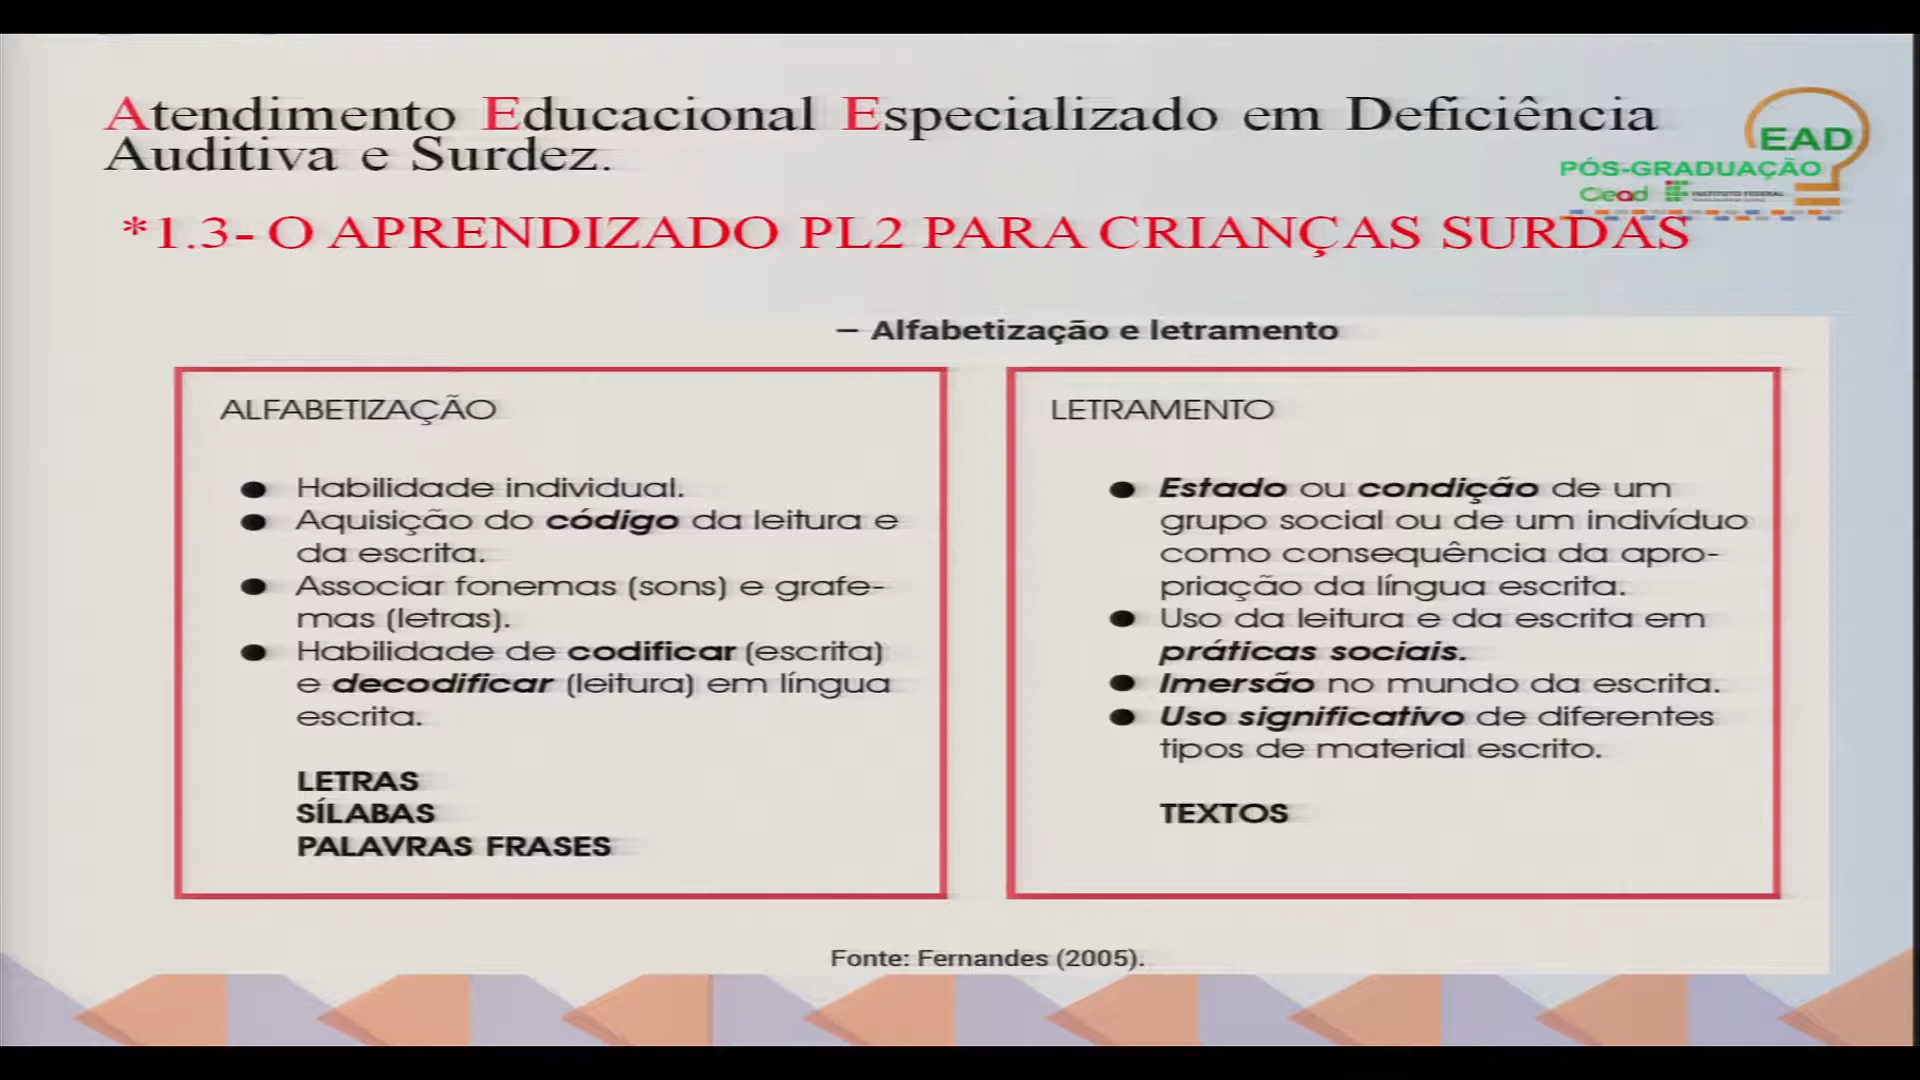 Atendimento Educacional Especializado em Deficiência
Auditiva e Surdez.
EAD
PÓS-GRADUAÇÃO
Cead
INSTITUTO FEDERAL
*1.3- O APRENDIZADO PL2 PARA CRIANÇAS SURDAS
– Alfabetização e letramento
ALFABETIZAÇÃO
● Habilidade individual.
● Aquisição do código da leitura e
da escrita.
● Associar fonemas (sons) e grafe-
mas (letras).
● Habilidade de codificar (escrita)
e decodificar (leitura) em língua
escrita.
LETRAS
SÍLABAS
PALAVRAS FRASES
LETRAMENTO
● Estado ou condição de um
grupo social ou de um indivíduo
como consequência da apro-
priação da língua escrita.
● Uso da leitura e da escrita em
práticas sociais.
● Imersão no mundo da escrita.
● Uso significativo de diferentes
tipos de material escrito.
TEXTOS
Fonte: Fernandes (2005).